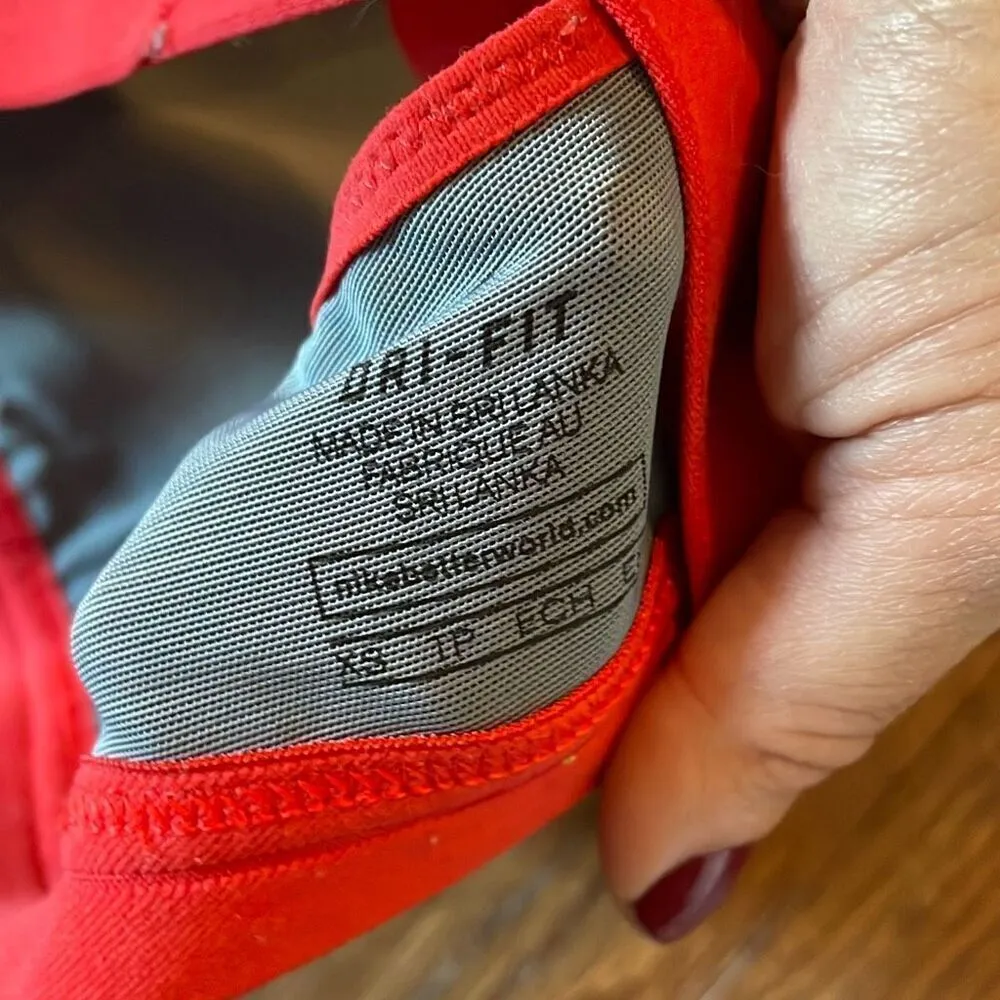 DRI-FIT
MADE IN SRI LANKA
FABRIQUE AU
SRI LANKA
nikebetterworld.com
XS TP ECH